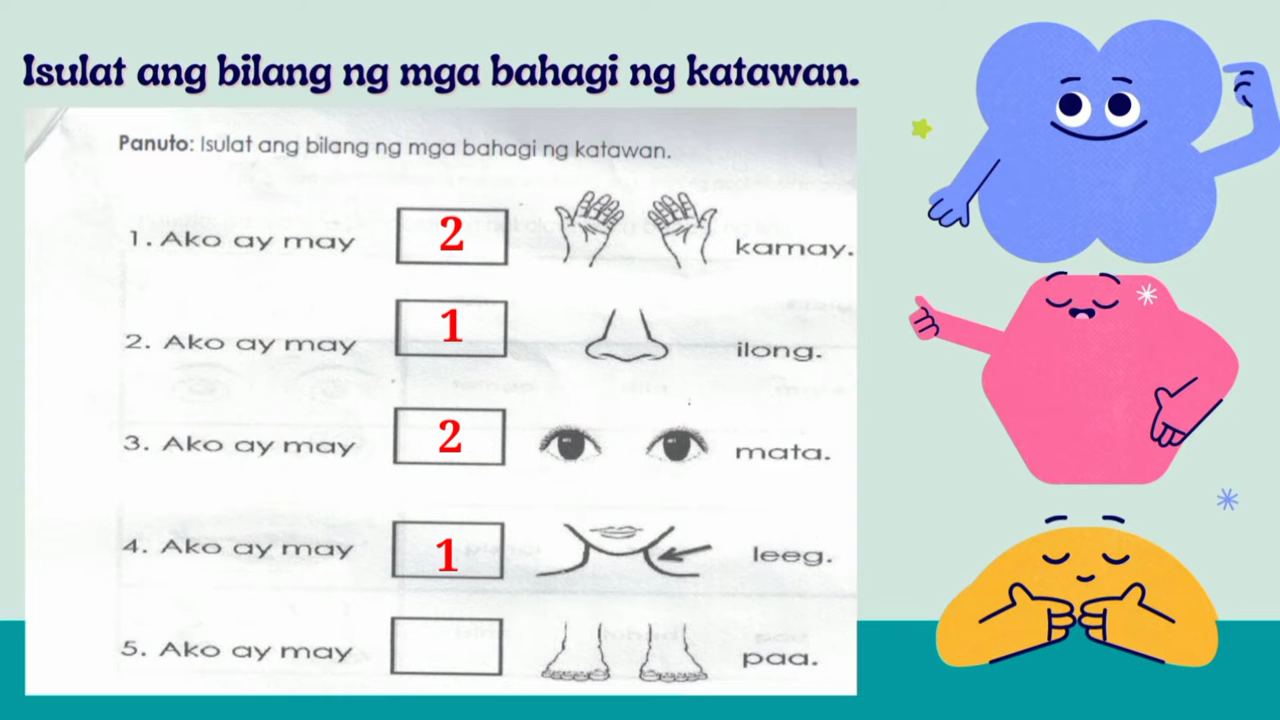 Isulat ang bilang ng mga bahagi ng katawan.
Panuto: Isulat ang bilang ng mga bahagi ng katawan.
1. Ako ay may 2 kamay.
2. Ako ay may 1 ilong.
3. Ako ay may 2 mata.
4. Ako ay may 1 leeg.
5. Ako ay may paa.